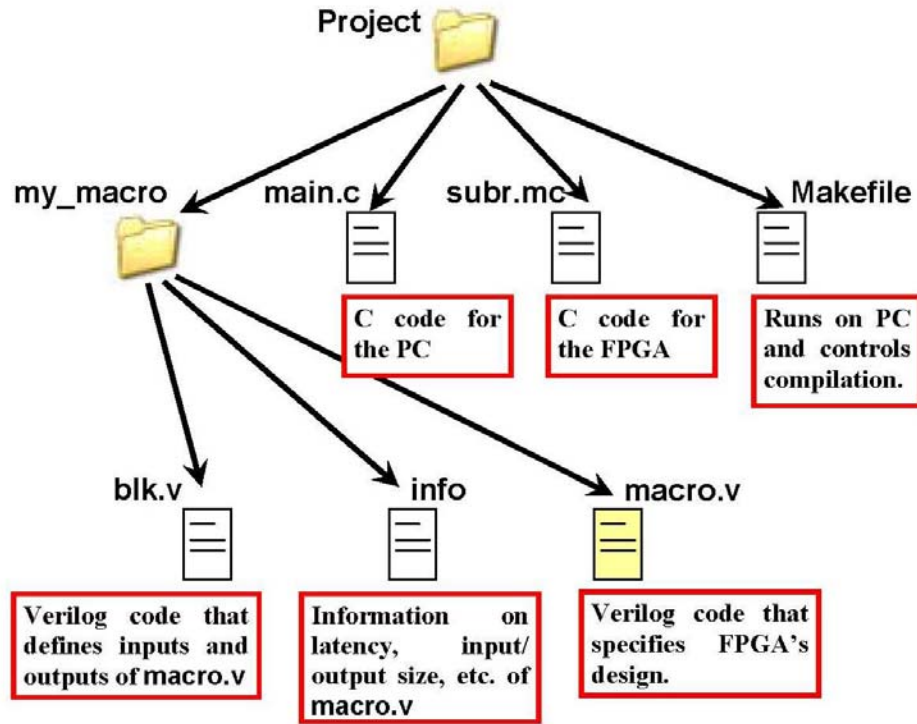 Project
my_macro
main.c
subr.mc
Makefile
C code for
the PC
C code for
the FPGA
Runs on PC
and controls
compilation.
blk.v
info
macro.v
Verilog code that
defines inputs and
outputs of macro.v
Information on
latency, input/
output size, etc. of
macro.v
Verilog code that
specifies FPGA's
design.